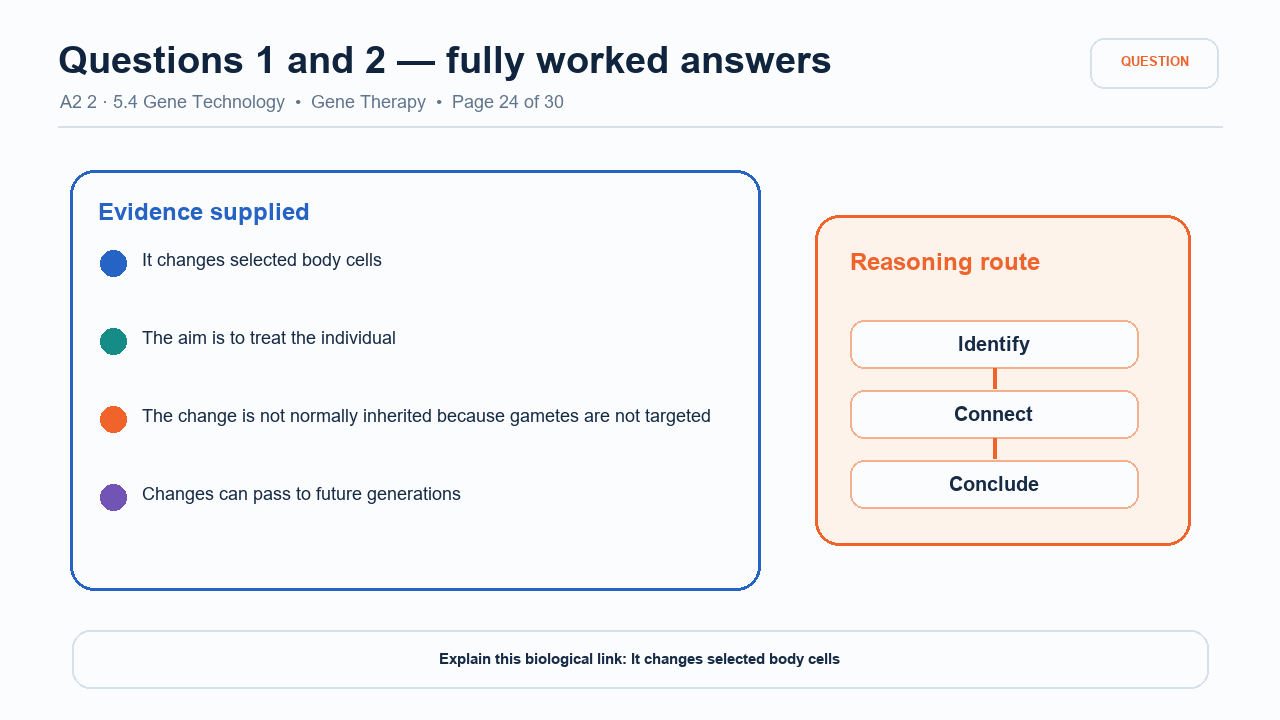 Questions 1 and 2 — fully worked answers
QUESTION
A2 2 · 5.4 Gene Technology • Gene Therapy • Page 24 of 30
Evidence supplied
It changes selected body cells
The aim is to treat the individual
The change is not normally inherited because gametes are not targeted
Changes can pass to future generations
Reasoning route
Identify
Connect
Conclude
Explain this biological link: It changes selected body cells